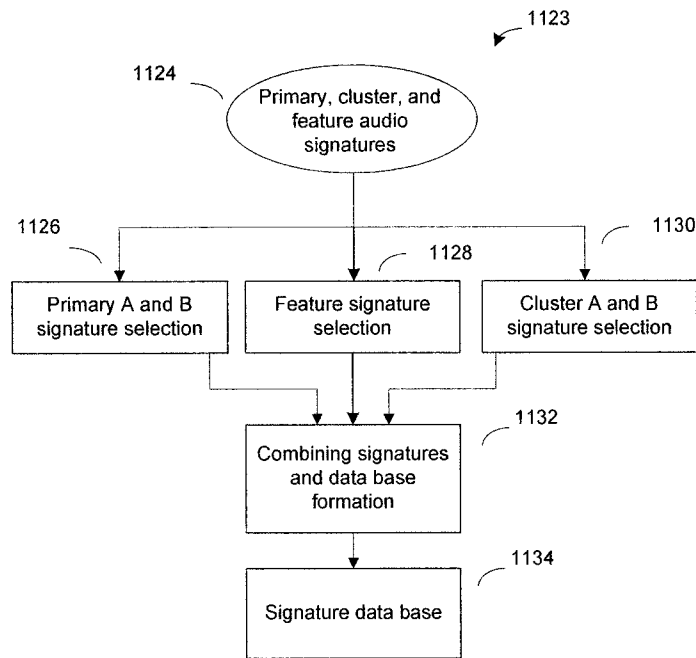 1123
1124
Primary, cluster, and
feature audio
signatures
1126
1128
1130
Primary A and B
signature selection
Feature signature
selection
Cluster A and B
signature selection
1132
Combining signatures
and data base
formation
1134
Signature data base